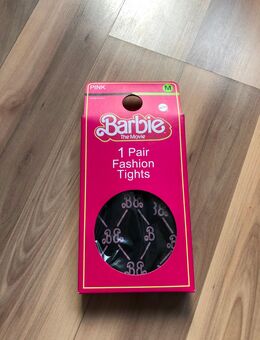 PINK
M
Barbie
The Movie
1 Pair
Fashion
Tights
B B B